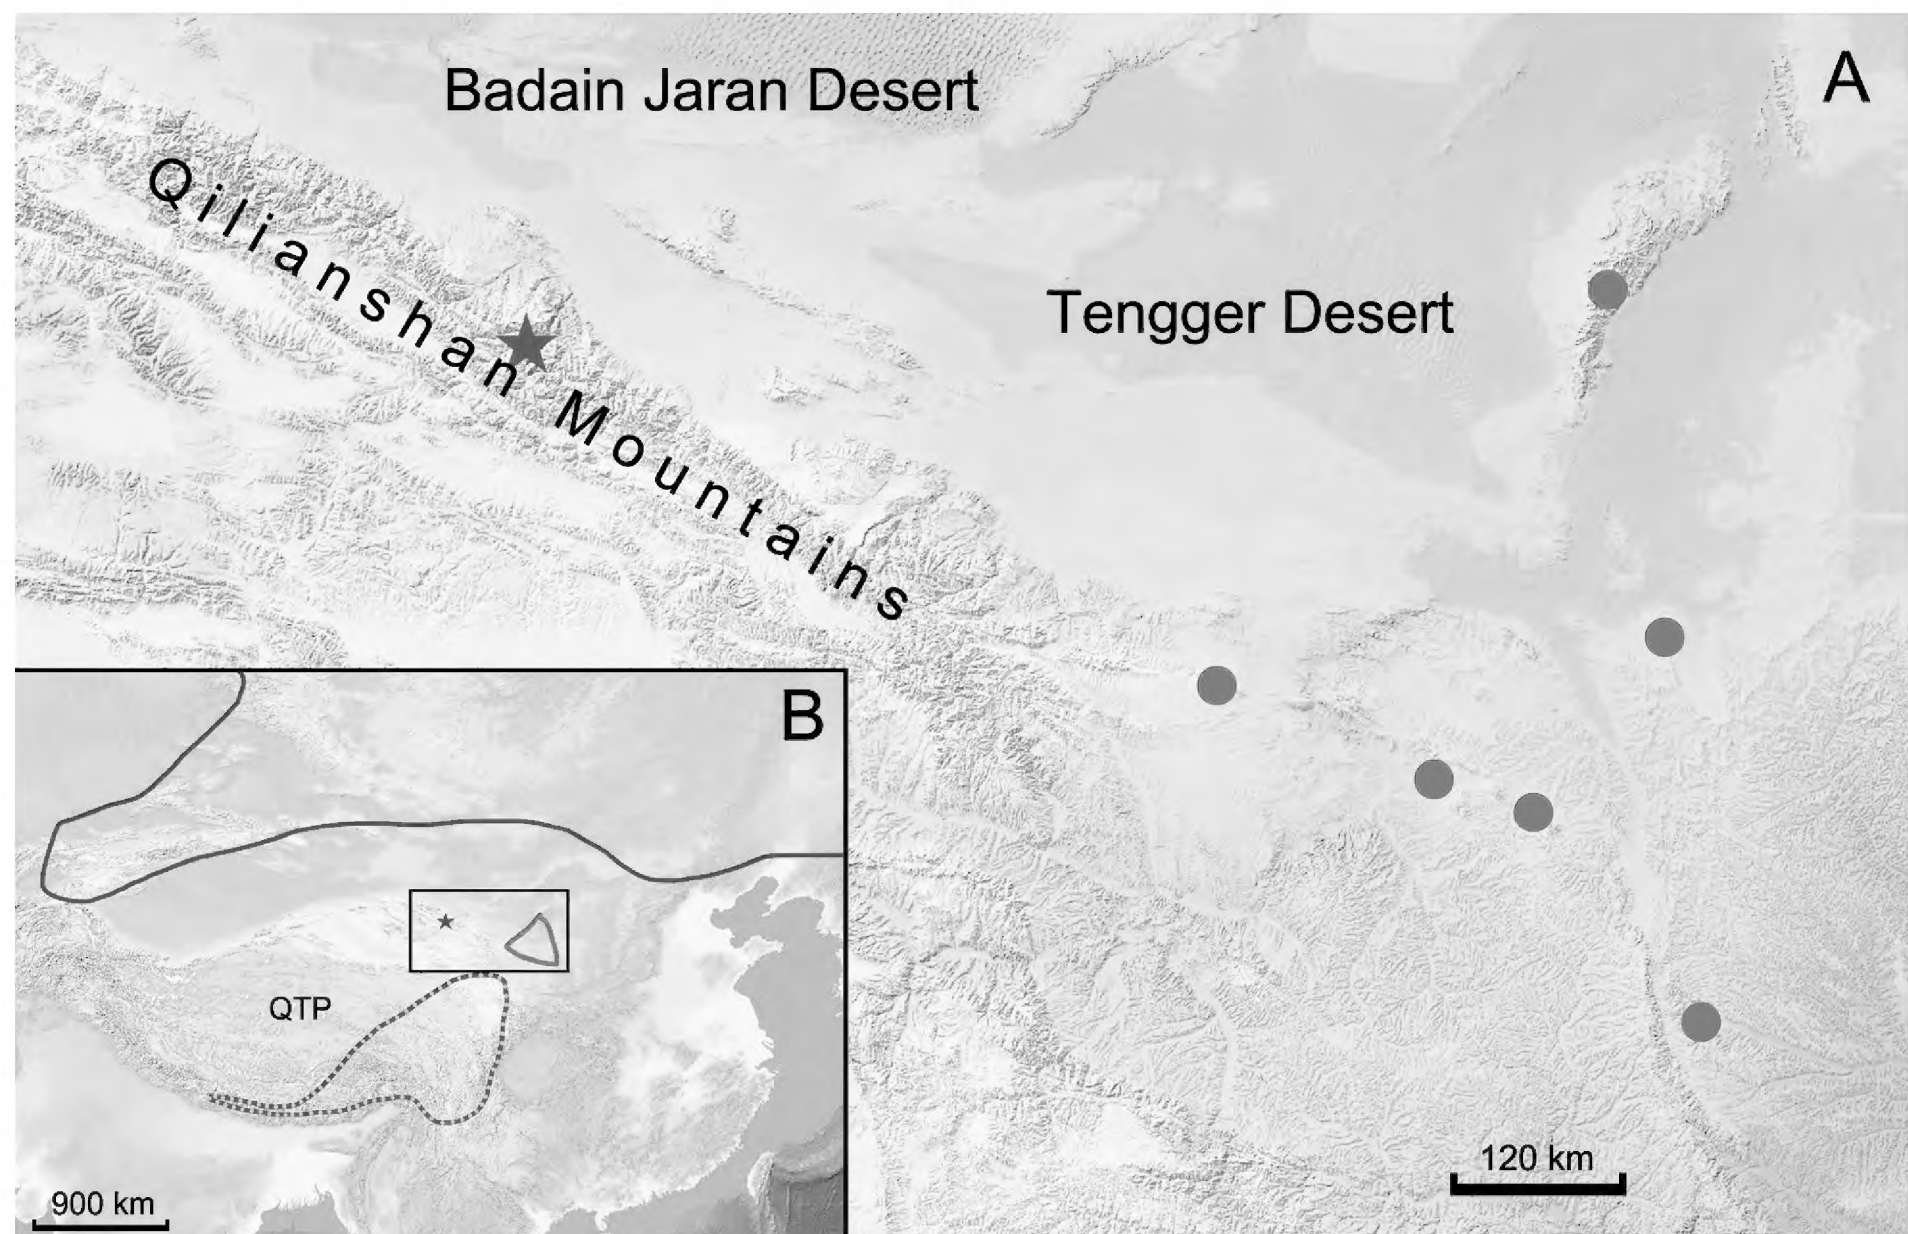 A
Badain Jaran Desert
Qilianshan Mountains
Tengger Desert
B
QTP
120 km
900 km